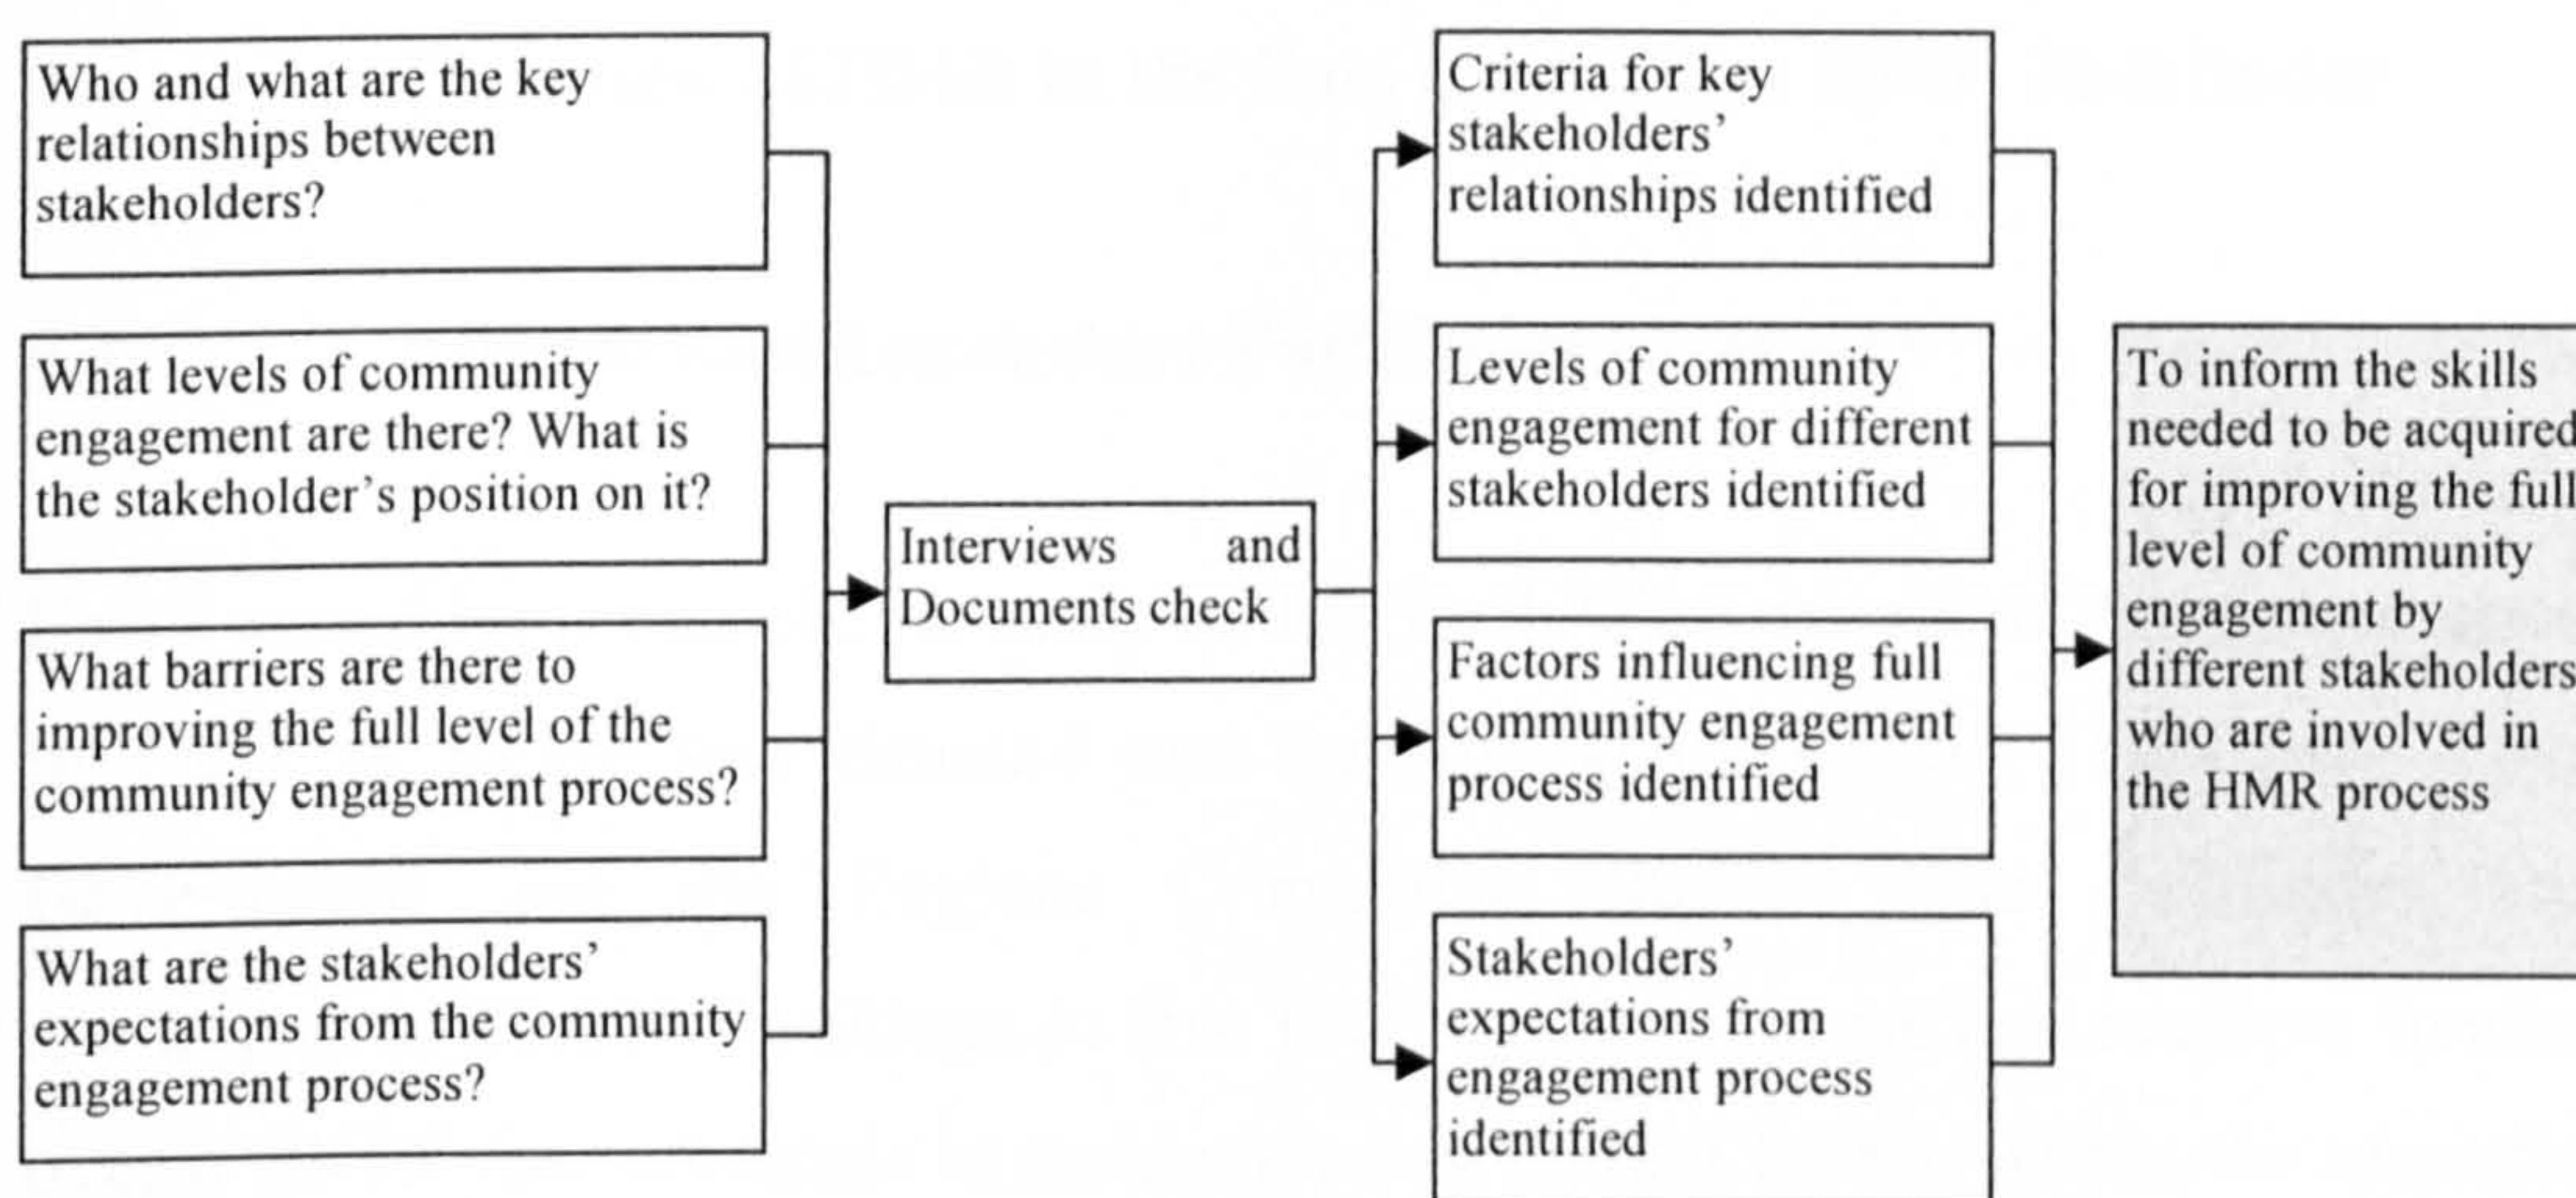 Who and what are the key
relationships between
stakeholders?
What levels of community
engagement are there? What is
the stakeholder's position on it?
What barriers are there to
improving the full level of the
community engagement process?
What are the stakeholders'
expectations from the community
engagement process?
Interviews and
Documents check
Criteria for key
stakeholders'
relationships identified
Levels of community
engagement for different
stakeholders identified
Factors influencing full
community engagement
process identified
Stakeholders'
expectations from
engagement process
identified
To inform the skills
needed to be acquired
for improving the full
level of community
engagement by
different stakeholders
who are involved in
the HMR process